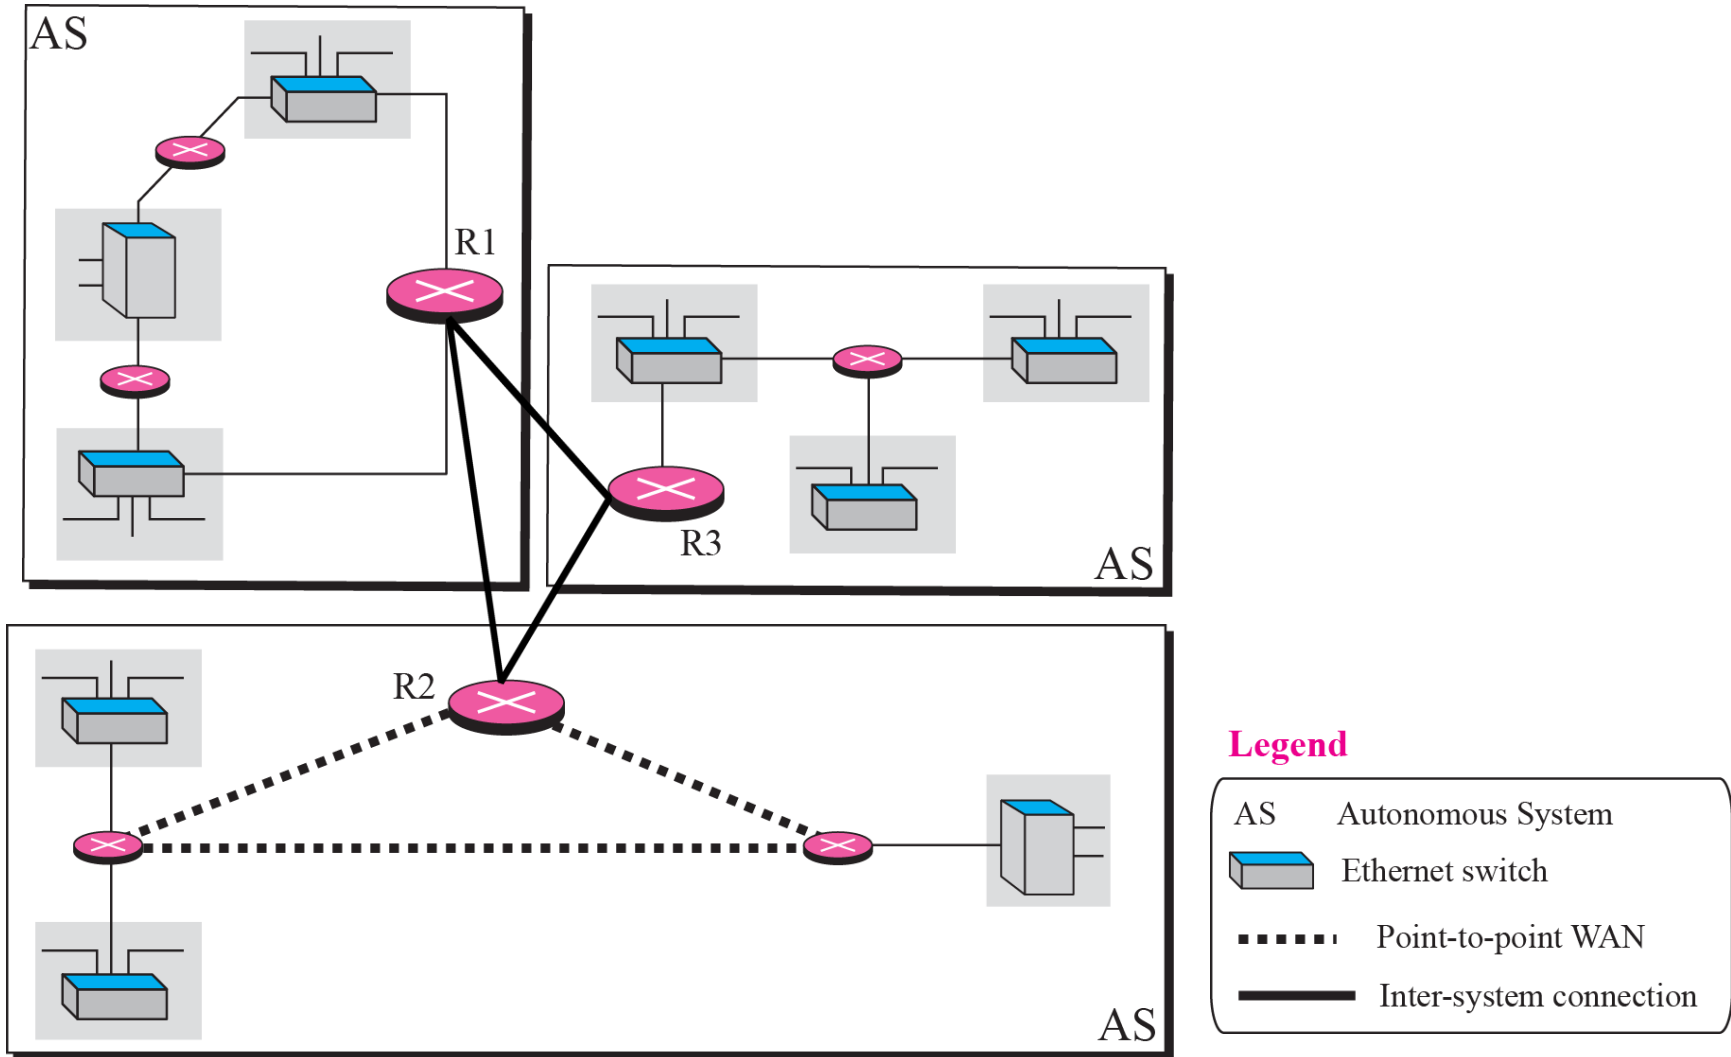 AS
R1
R3
AS
R2
AS
Legend
AS Autonomous System
Ethernet switch
Point-to-point WAN
Inter-system connection